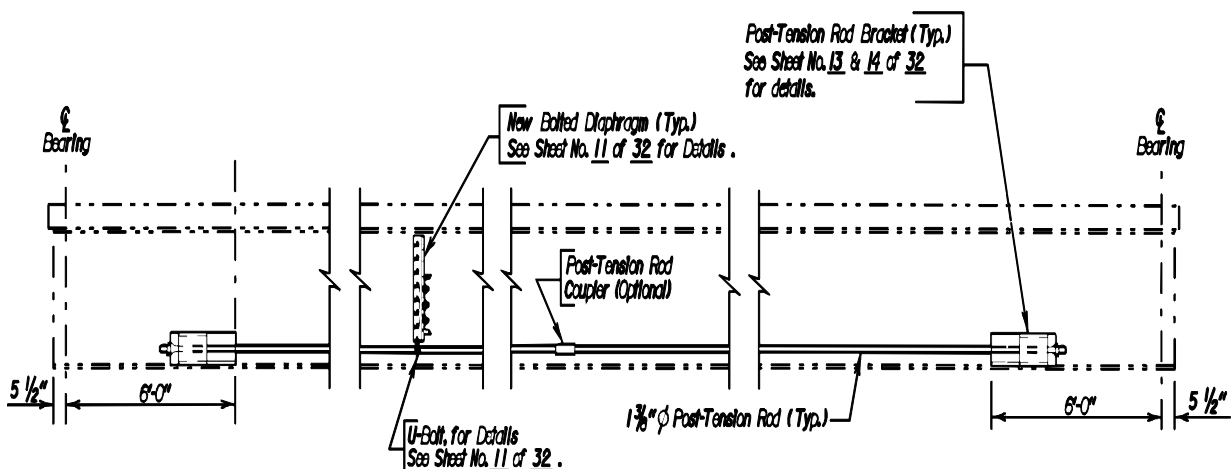 Post-Tension Rod Bracket (Typ.)
See Sheet No. 13 & 14 of 32
for details.
℄
Bearing
New Bolted Diaphragm (Typ.)
See Sheet No. 11 of 32 for Details .
℄
Bearing
Post-Tension Rod
Coupler (Optional)
5 1/2"
6'-0"
1 3/8" ϕ Post-Tension Rod (Typ.)
6'-0"
5 1/2"
U-Bolt, for Details
See Sheet No. 11 of 32 .